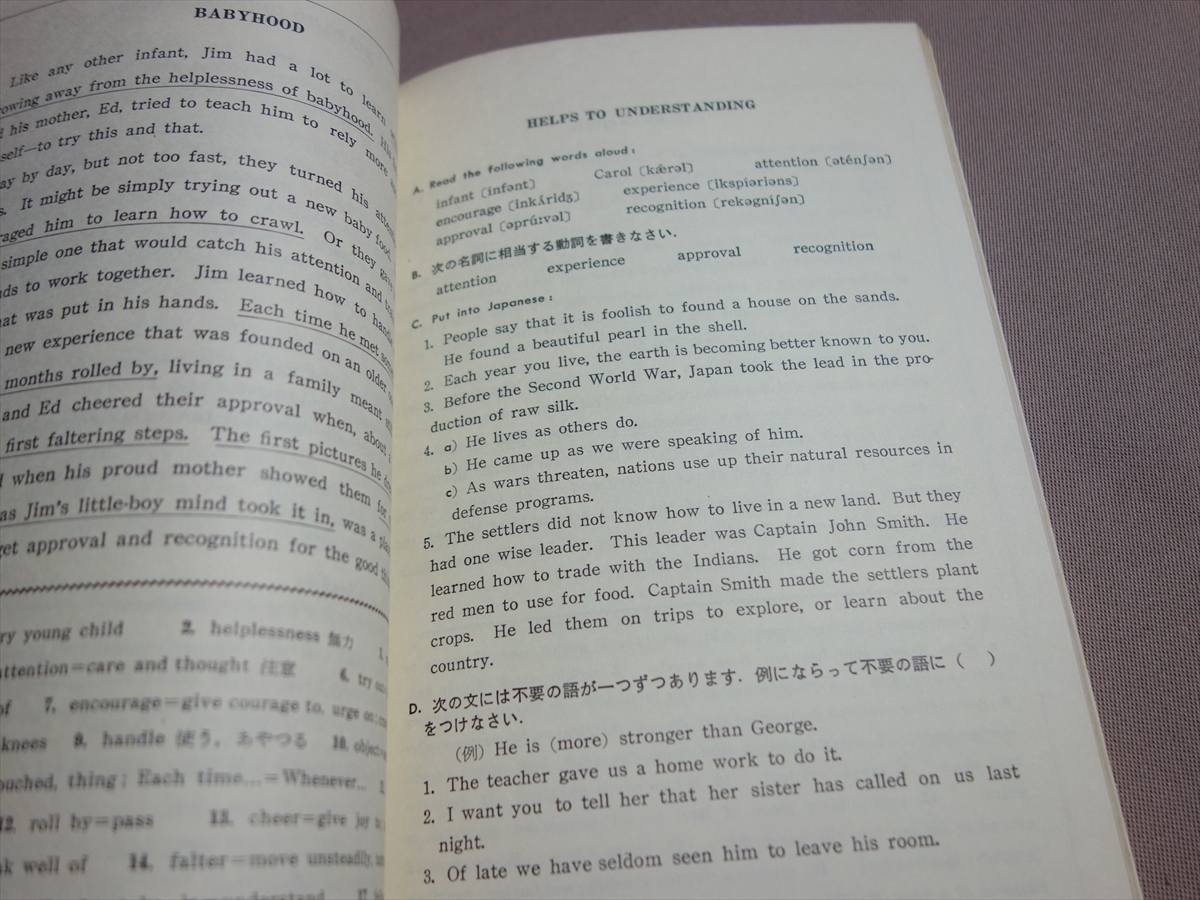 BABYHOOD
Like any other infant, Jim had a lot to learn
growing away from the helplessness of babyhood. His
his mother, Ed, tried to teach him to rely more
self—to try this and that.
ay by day, but not too fast, they turned his
It might be simply trying out a new baby food.
him to learn how to crawl. Or they
simple one that would catch his attention and
to work together. Jim learned how to
was put in his hands. Each time he met
new experience that was founded on an older
months rolled by, living in a family meant
and Ed cheered their approval when, about
first faltering steps. The first pictures he
when his proud mother showed them for
as Jim's little-boy mind took it in, was a
get approval and recognition for the good
ry young child 2. helplessness 無力
attention=care and thought 注意 6. try
of 7. encourage=give courage to, urge on;
knees 9. handle 使う, あやつる 10. object
ouched, thing; Each time...=Whenever...
12. roll by=pass 13. cheer=give joy
nk well of 14. falter=move unsteadily,
HELPS TO UNDERSTANDING
A. Read the following words aloud:
infant〔ínfənt〕 Carol〔kǽrəl〕 attention〔əténʃən〕
encourage〔inkʌ́ridʒ〕 experience〔ikspíəriəns〕
approval〔əprúːvəl〕 recognition〔rekəgníʃən〕
B. 次の名詞に相当する動詞を書きなさい.
attention experience approval recognition
C. Put into Japanese:
1. People say that it is foolish to found a house on the sands.
He found a beautiful pearl in the shell.
2. Each year you live, the earth is becoming better known to you.
3. Before the Second World War, Japan took the lead in the pro-
duction of raw silk.
4. a) He lives as others do.
b) He came up as we were speaking of him.
c) As wars threaten, nations use up their natural resources in
defense programs.
5. The settlers did not know how to live in a new land. But they
had one wise leader. This leader was Captain John Smith. He
learned how to trade with the Indians. He got corn from the
red men to use for food. Captain Smith made the settlers plant
crops. He led them on trips to explore, or learn about the
country.
D. 次の文には不要の語が一つずつあります. 例にならって不要の語に（ ）
をつけなさい.
（例）He is (more) stronger than George.
1. The teacher gave us a home work to do it.
2. I want you to tell her that her sister has called on us last
night.
3. Of late we have seldom seen him to leave his room.